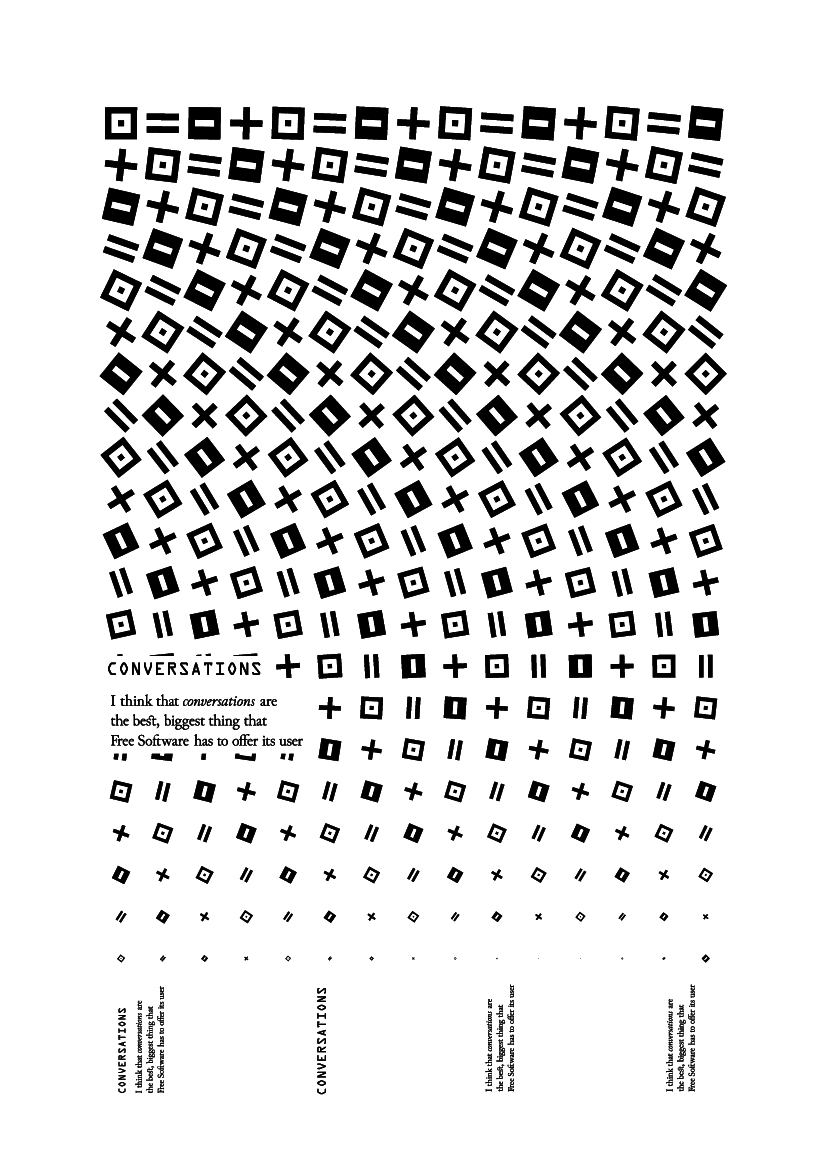 CONVERSATIONS
I think that conversations are
the best, biggest thing that
Free Software has to offer its user
CONVERSATIONS
I think that conversations are
the best, biggest thing that
Free Software has to offer its user
CONVERSATIONS
I think that conversations are
the best, biggest thing that
Free Software has to offer its user
I think that conversations are
the best, biggest thing that
Free Software has to offer its user